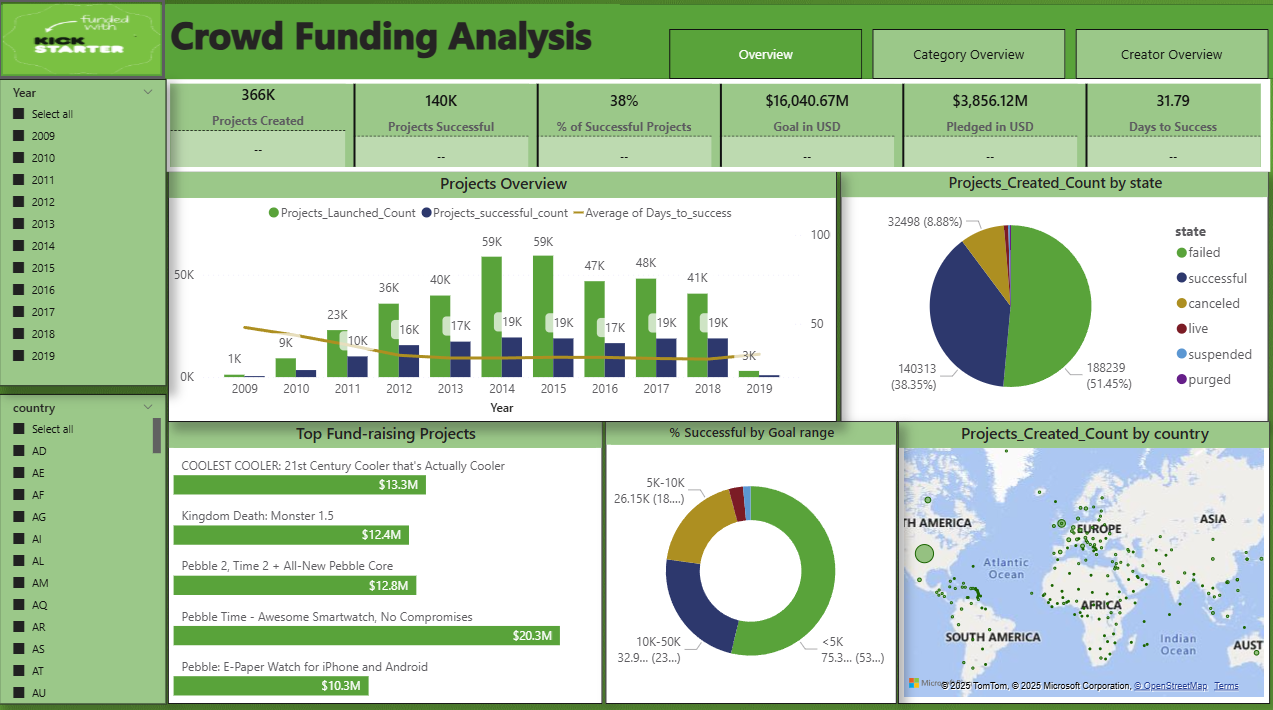 funded
with
KICK
STARTER
Crowd Funding Analysis
Overview
Category Overview
Creator Overview
Year
Select all
2009
2010
2011
2012
2013
2014
2015
2016
2017
2018
2019
country
Select all
AD
AE
AF
AG
AI
AL
AM
AQ
AR
AS
AT
AU
366K
Projects Created
--
140K
Projects Successful
--
38%
% of Successful Projects
--
$16,040.67M
Goal in USD
--
$3,856.12M
Pledged in USD
--
31.79
Days to Success
--
Projects Overview
Projects_Launched_Count Projects_successful_count Average of Days_to_success
50K
0K
100
50
1K
9K
23K
10K
36K
16K
40K
17K
59K
19K
59K
19K
47K
17K
48K
19K
41K
19K
3K
2009 2010 2011 2012 2013 2014 2015 2016 2017 2018 2019
Year
Projects_Created_Count by state
32498 (8.88%)
140313
(38.35%)
188239
(51.45%)
state
failed
successful
canceled
live
suspended
purged
Top Fund-raising Projects
COOLEST COOLER: 21st Century Cooler that's Actually Cooler
$13.3M
Kingdom Death: Monster 1.5
$12.4M
Pebble 2, Time 2 + All-New Pebble Core
$12.8M
Pebble Time - Awesome Smartwatch, No Compromises
$20.3M
Pebble: E-Paper Watch for iPhone and Android
$10.3M
% Successful by Goal range
5K-10K
26.15K (18....)
10K-50K
32.9... (23...)
<5K
75.3... (53...)
Projects_Created_Count by country
TH AMERICA
EUROPE
ASIA
Atlantic
Ocean
AFRICA
SOUTH AMERICA
Indian
Ocean
AUST
© 2025 TomTom, © 2025 Microsoft Corporation, © OpenStreetMap Terms